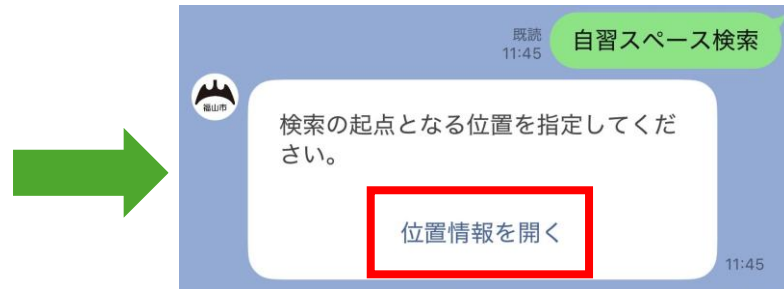 既読
11:45
自習スペース検索
福山市
検索の起点となる位置を指定してくだ
さい。
位置情報を開く
11:45